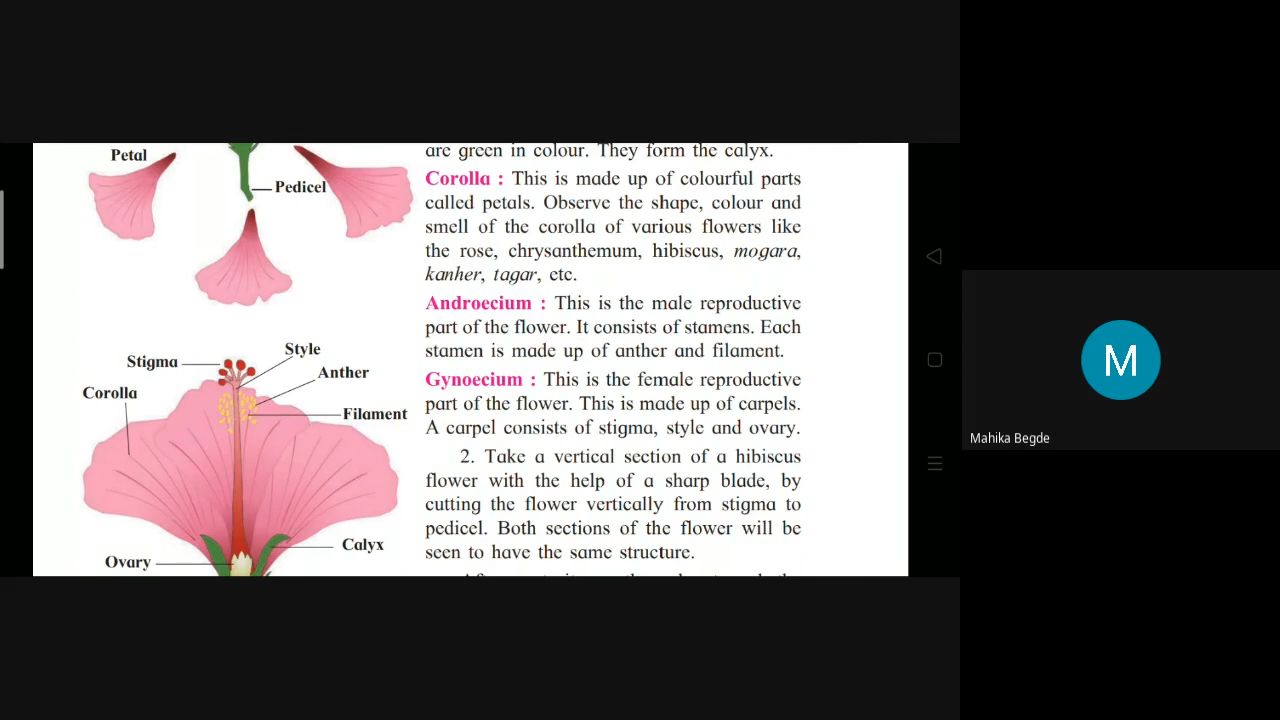 Petal
Pedicel
Stigma
Style
Anther
Corolla
Filament
Calyx
Ovary
are green in colour. They form the calyx.
Corolla : This is made up of colourful parts
called petals. Observe the shape, colour and
smell of the corolla of various flowers like
the rose, chrysanthemum, hibiscus, mogara,
kanher, tagar, etc.
Androecium : This is the male reproductive
part of the flower. It consists of stamens. Each
stamen is made up of anther and filament.
Gynoecium : This is the female reproductive
part of the flower. This is made up of carpels.
A carpel consists of stigma, style and ovary.
2. Take a vertical section of a hibiscus
flower with the help of a sharp blade, by
cutting the flower vertically from stigma to
pedicel. Both sections of the flower will be
seen to have the same structure.
M
Mahika Begde